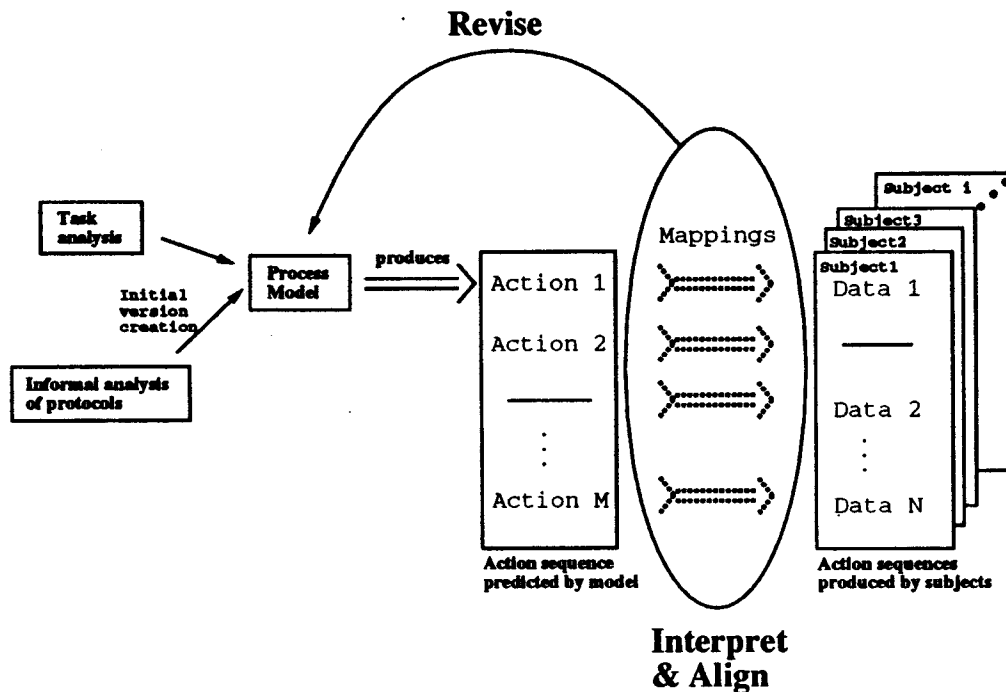 Revise
Task
analysis
Initial
version
creation
Informal analysis
of protocols
Process
Model
produces
Action 1
Action 2
Action M
Action sequence
predicted by model
Mappings
Interpret
& Align
Subject i
Subject3
Subject2
Subject1
Data 1
Data 2
Data N
Action sequences
produced by subjects